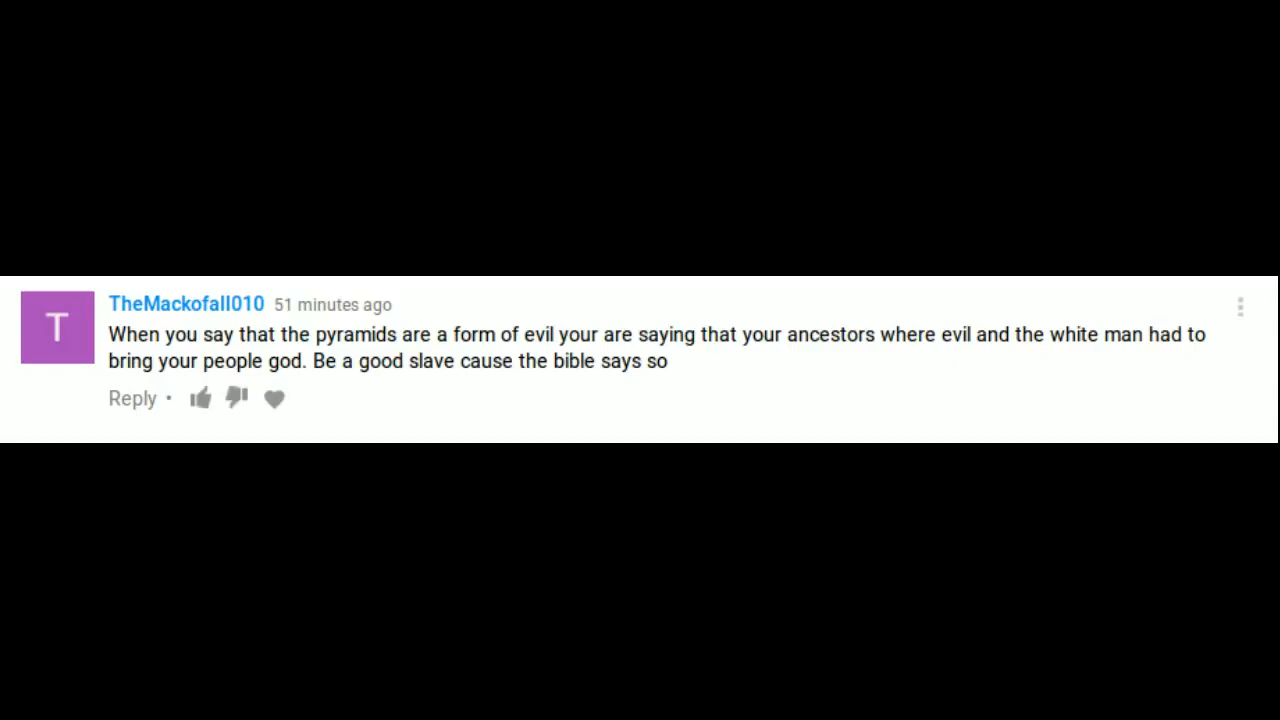 T
TheMackofall010 51 minutes ago
When you say that the pyramids are a form of evil your are saying that your ancestors where evil and the white man had to
bring your people god. Be a good slave cause the bible says so
Reply •